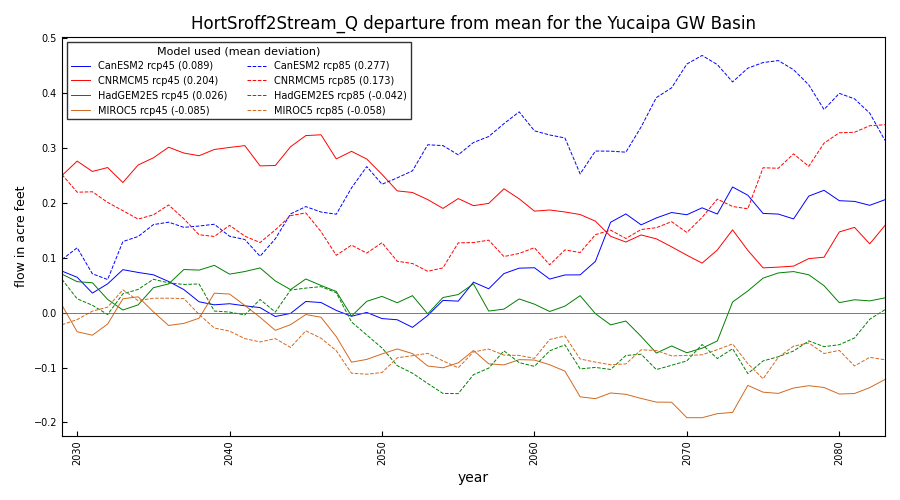 HortSroff2Stream_Q departure from mean for the Yucaipa GW Basin
Model used (mean deviation)
CanESM2 rcp45 (0.089) CanESM2 rcp85 (0.277)
CNRMCM5 rcp45 (0.204) CNRMCM5 rcp85 (0.173)
HadGEM2ES rcp45 (0.026) HadGEM2ES rcp85 (-0.042)
MIROC5 rcp45 (-0.085) MIROC5 rcp85 (-0.058)
flow in acre feet
0.5
0.4
0.3
0.2
0.1
0.0
−0.1
−0.2
2030 2040 2050 2060 2070 2080
year